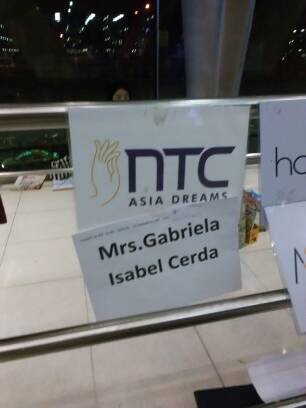 NTC
ASIA DREAMS
Mrs.Gabriela
Isabel Cerda